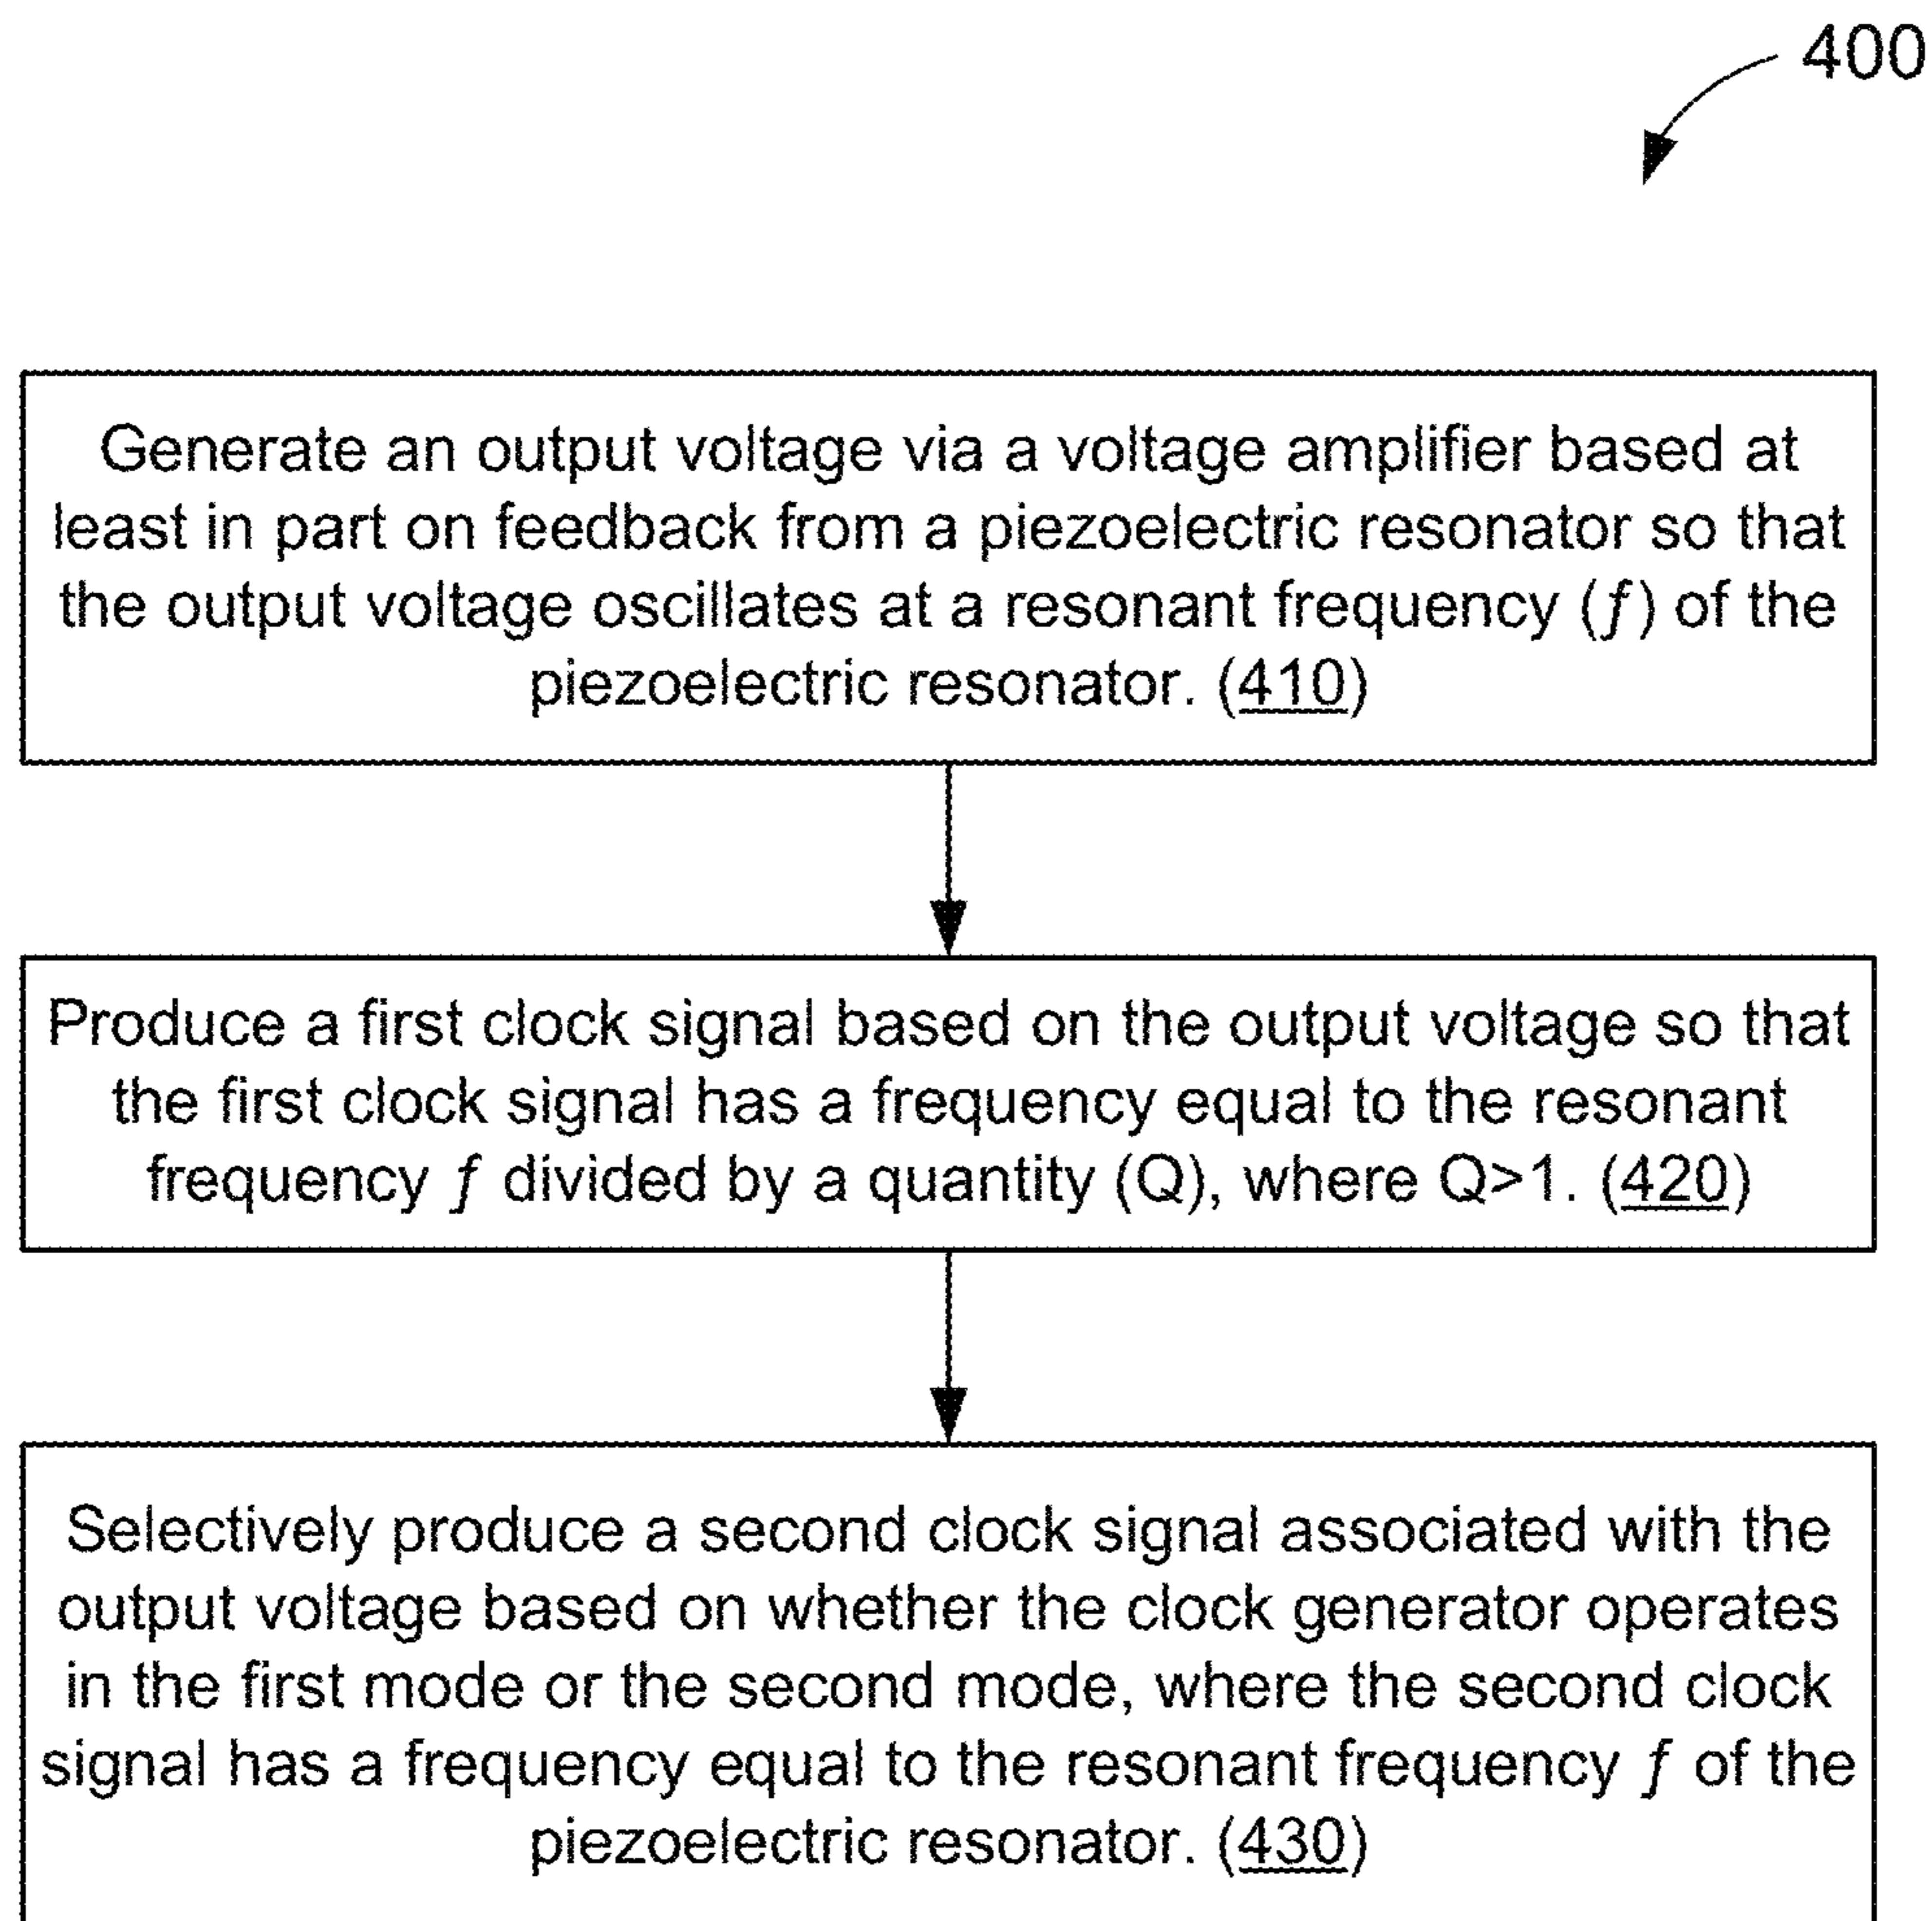 400
Generate an output voltage via a voltage amplifier based at
least in part on feedback from a piezoelectric resonator so that
the output voltage oscillates at a resonant frequency (ƒ) of the
piezoelectric resonator. (410)
Produce a first clock signal based on the output voltage so that
the first clock signal has a frequency equal to the resonant
frequency ƒ divided by a quantity (Q), where Q>1. (420)
Selectively produce a second clock signal associated with the
output voltage based on whether the clock generator operates
in the first mode or the second mode, where the second clock
signal has a frequency equal to the resonant frequency ƒ of the
piezoelectric resonator. (430)